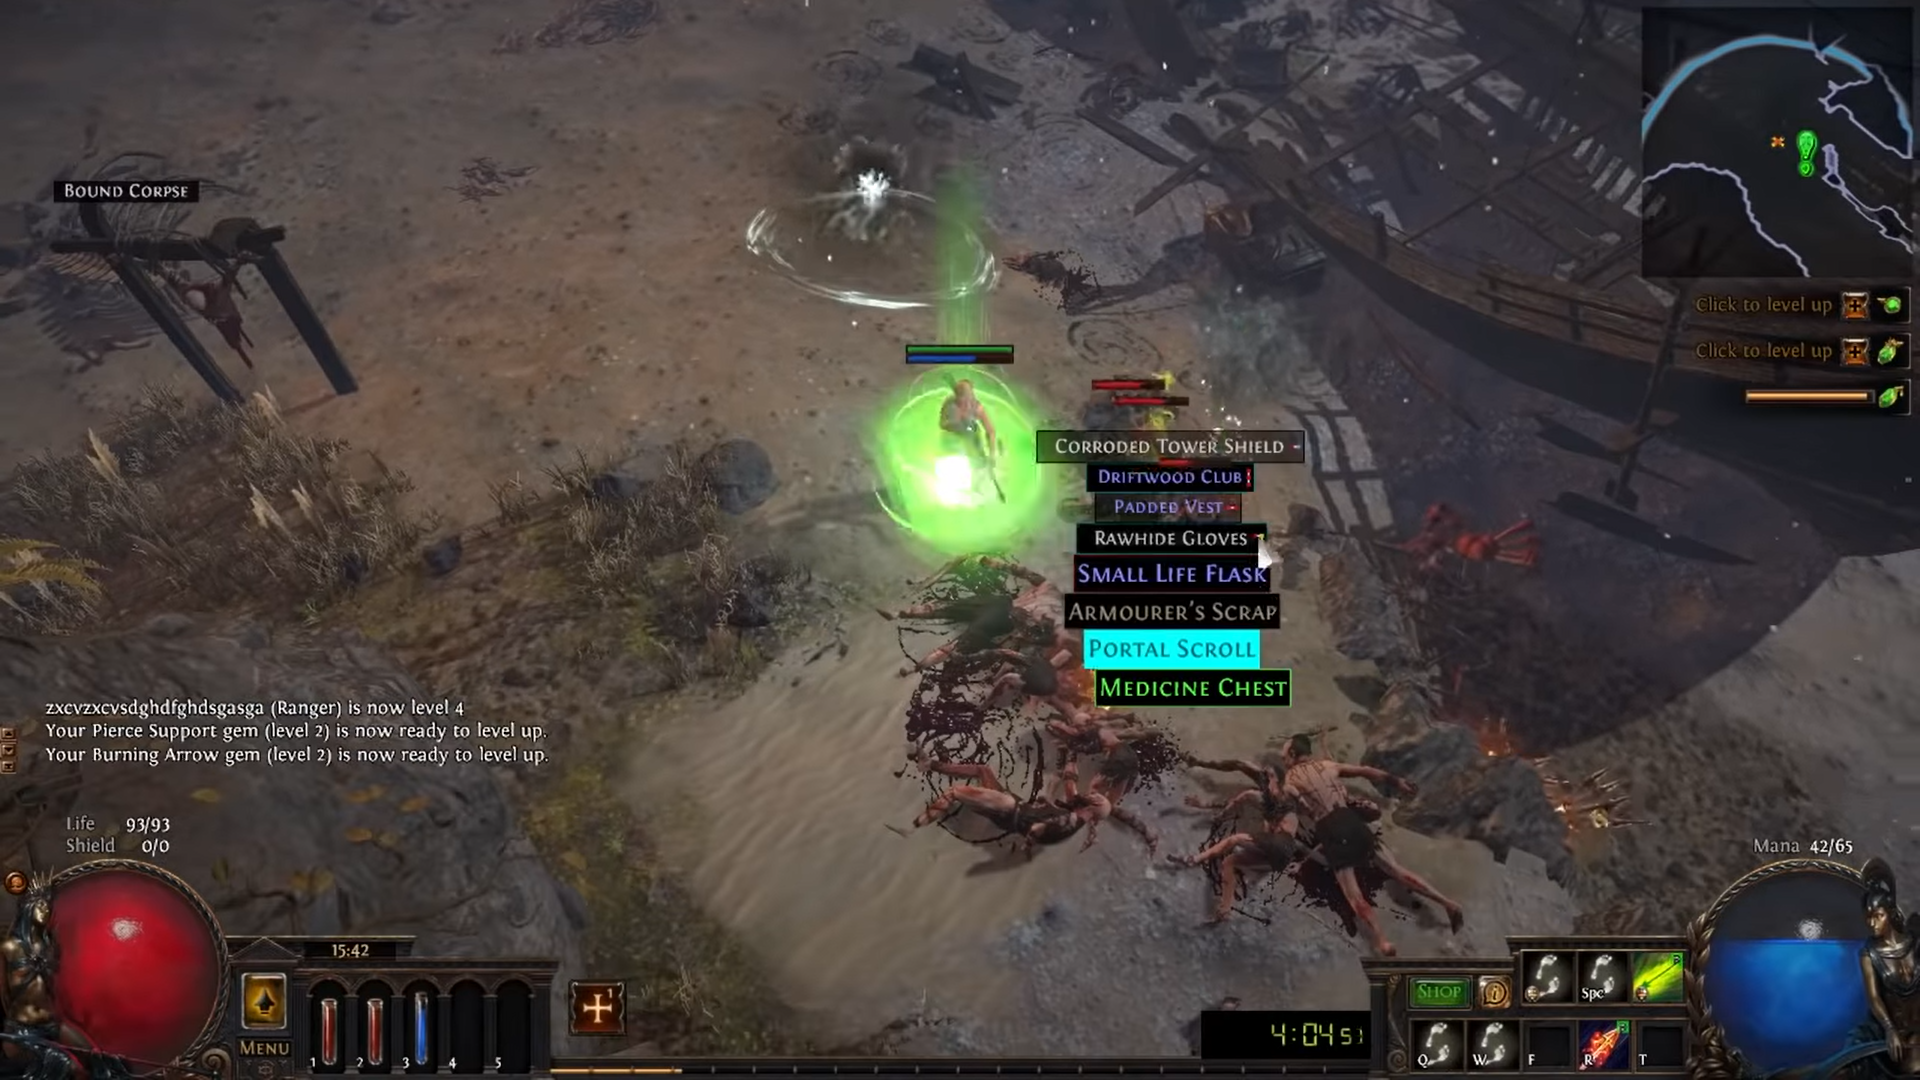 BOUND CORPSE
Click to level up
Click to level up
CORRODED TOWER SHIELD
DRIFTWOOD CLUB
PADDED VEST
RAWHIDE GLOVES
SMALL LIFE FLASK
ARMOURER'S SCRAP
PORTAL SCROLL
MEDICINE CHEST
zxcvzxcvsdghdfghdsgasga (Ranger) is now level 4
Your Pierce Support gem (level 2) is now ready to level up.
Your Burning Arrow gem (level 2) is now ready to level up.
Life 93/93
Shield 0/0
Mana 42/65
15:42
MENU
1 2 3 4 5
1
4:04 51
SHOP
Spc
Q W F R T